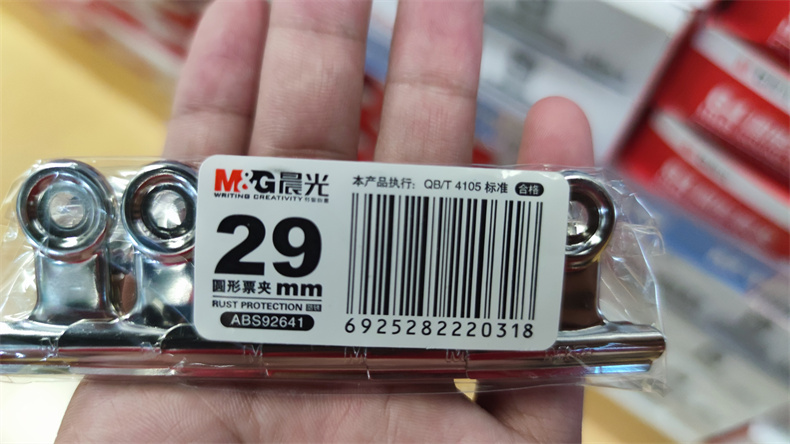 M&G晨光
WRITING CREATIVITY
本产品执行: QB/T 4105 标准 合格
29
圆形票夹 mm
RUST PROTECTION
ABS92641
6925282220318